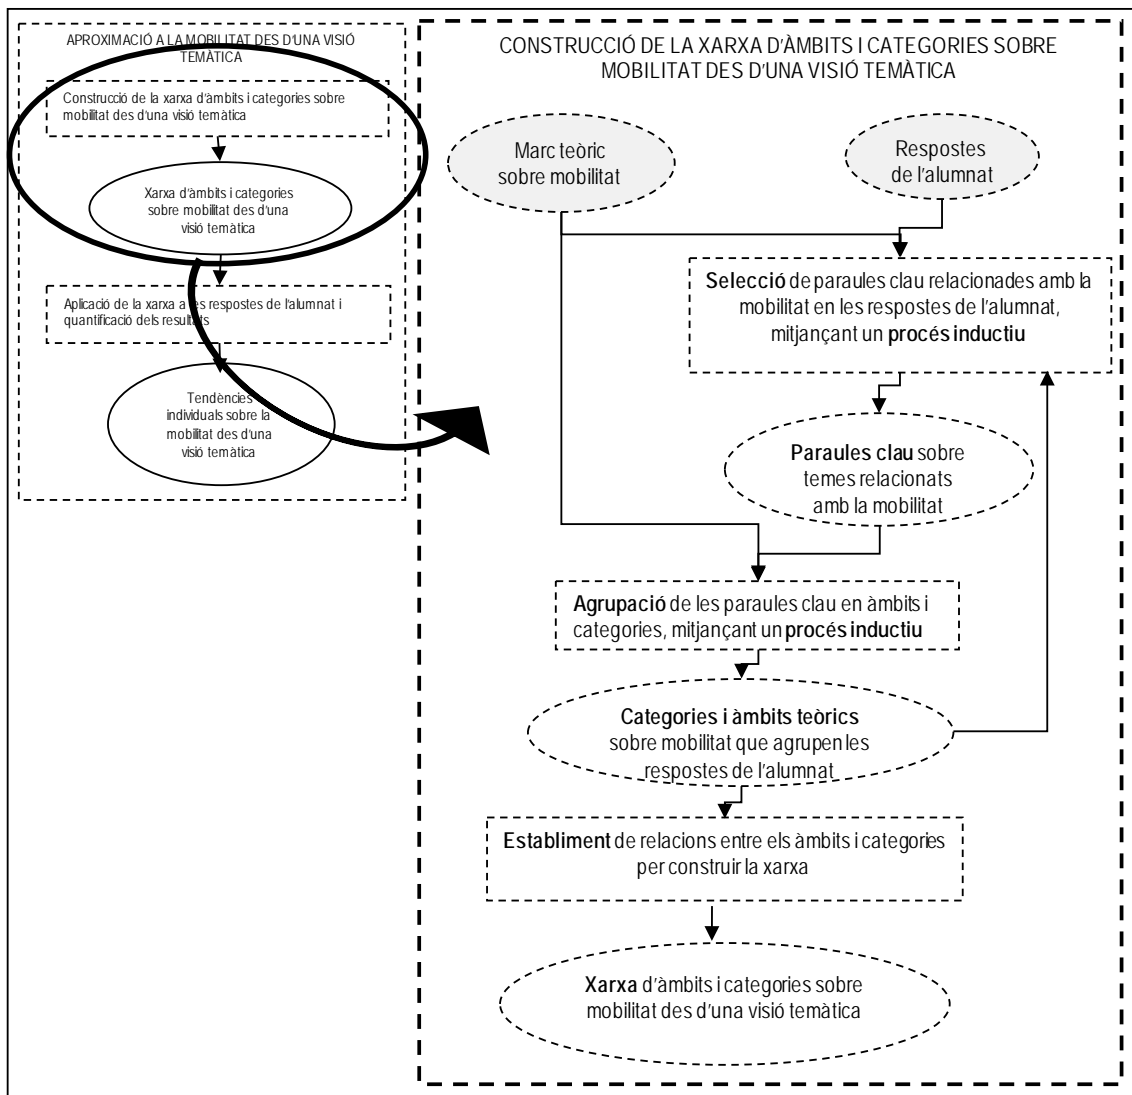 APROXIMACIÓ A LA MOBILITAT DES D'UNA VISIÓ
TEMÀTICA
Construcció de la xarxa d'àmbits i categories sobre
mobilitat des d'una visió temàtica
Xarxa d'àmbits i categories
sobre mobilitat des d'una
visió temàtica
Aplicació de la xarxa a les respostes de l'alumnat i
quantificació dels resultats
Tendències
individuals sobre la
mobilitat des d'una
visió temàtica
CONSTRUCCIÓ DE LA XARXA D'ÀMBITS I CATEGORIES SOBRE
MOBILITAT DES D'UNA VISIÓ TEMÀTICA
Marc teòric
sobre mobilitat
Respostes
de l'alumnat
Selecció de paraules clau relacionades amb la
mobilitat en les respostes de l'alumnat,
mitjançant un procés inductiu
Paraules clau sobre
temes relacionats
amb la mobilitat
Agrupació de les paraules clau en àmbits i
categories, mitjançant un procés inductiu
Categories i àmbits teòrics
sobre mobilitat que agrupen les
respostes de l'alumnat
Establiment de relacions entre els àmbits i categories
per construir la xarxa
Xarxa d'àmbits i categories sobre
mobilitat des d'una visió temàtica